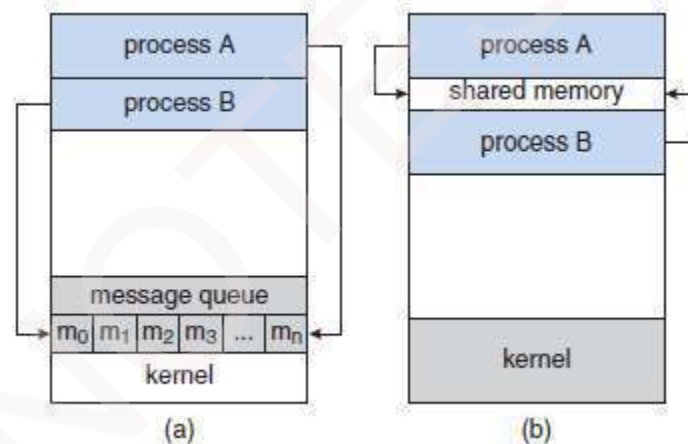 process A
process B
message queue
m0 m1 m2 m3 ... mn
kernel
(a)
process A
shared memory
process B
kernel
(b)